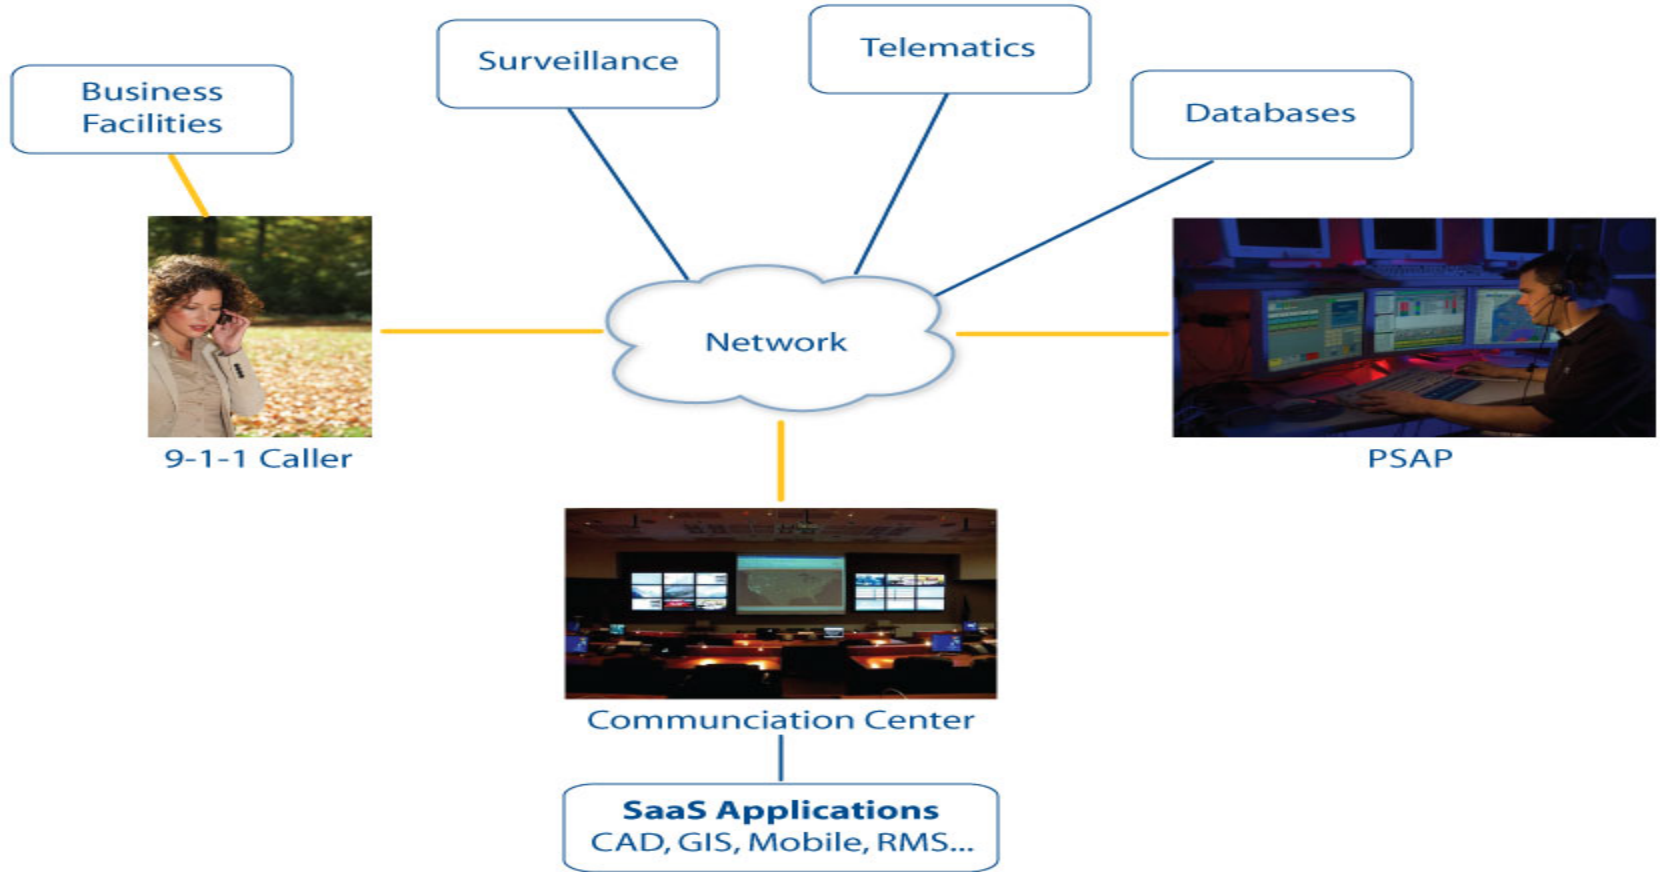 Business
Facilities
Surveillance
Telematics
Databases
Network
9-1-1 Caller
PSAP
Communciation Center
SaaS Applications
CAD, GIS, Mobile, RMS...